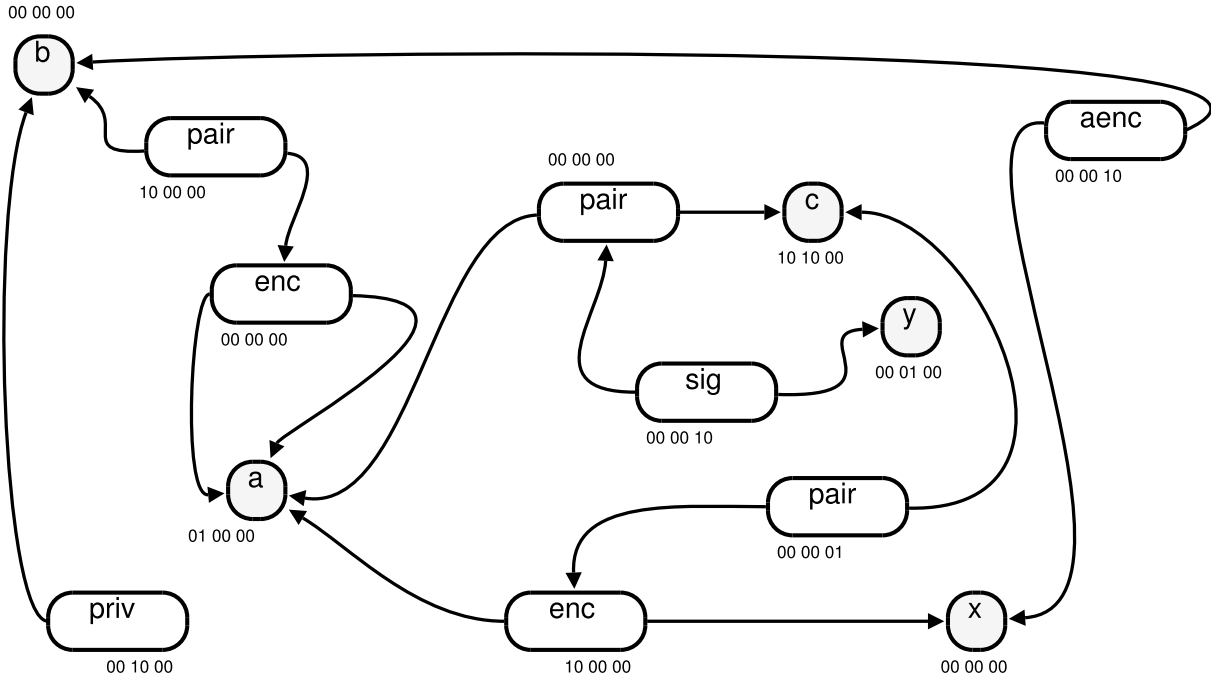 00 00 00
b
aenc
pair
00 00 00
00 00 10
10 00 00
pair
c
10 10 00
enc
y
00 00 00
00 01 00
sig
00 00 10
a
pair
01 00 00
00 00 01
priv
enc
x
00 10 00
10 00 00
00 00 00